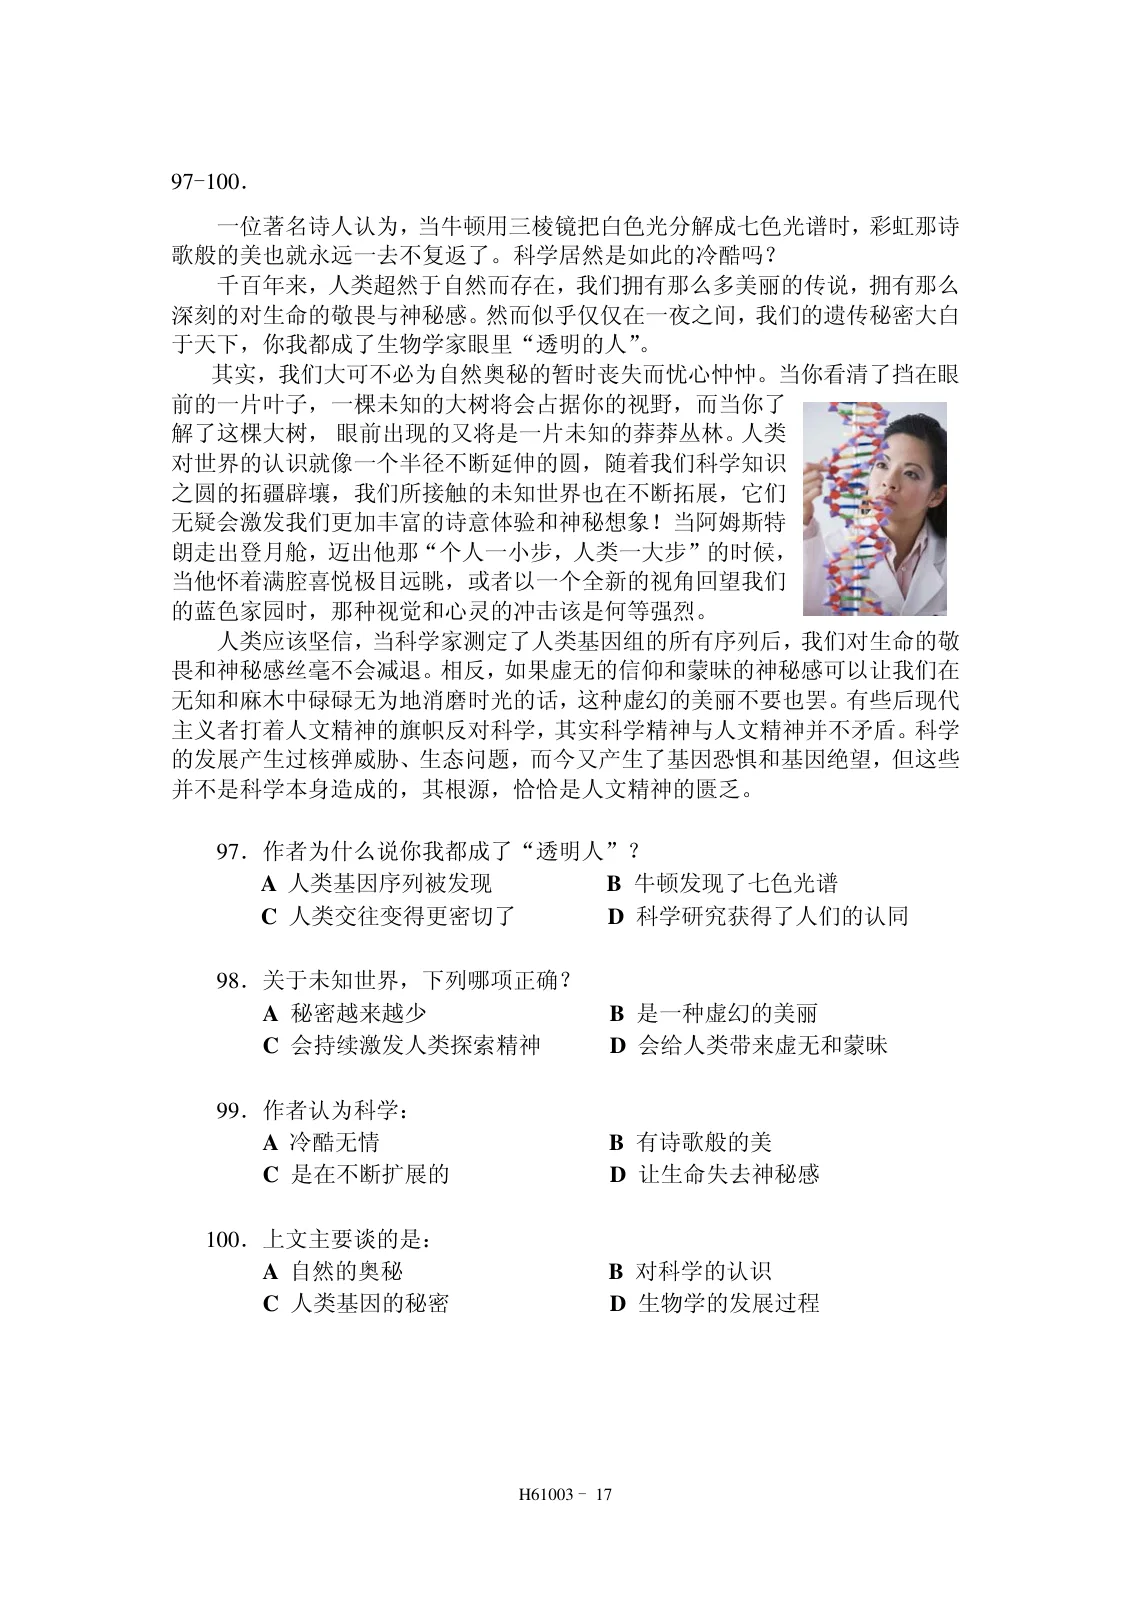 97-100.
一位著名诗人认为，当牛顿用三棱镜把白色光分解成七色光谱时，彩虹那诗
歌般的美也就永远一去不复返了。科学居然是如此的冷酷吗？
千百年来，人类超然于自然而存在，我们拥有那么多美丽的传说，拥有那么
深刻的对生命的敬畏与神秘感。然而似乎仅仅在一夜之间，我们的遗传秘密大白
于天下，你我都成了生物学家眼里“透明的人”。
其实，我们大可不必为自然奥秘的暂时丧失而忧心忡忡。当你看清了挡在眼
前的一片叶子，一棵未知的大树将会占据你的视野，而当你了
解了这棵大树， 眼前出现的又将是一片未知的莽莽丛林。人类
对世界的认识就像一个半径不断延伸的圆，随着我们科学知识
之圆的拓疆辟壤，我们所接触的未知世界也在不断拓展，它们
无疑会激发我们更加丰富的诗意体验和神秘想象！当阿姆斯特
朗走出登月舱，迈出他那“个人一小步，人类一大步”的时候，
当他怀着满腔喜悦极目远眺，或者以一个全新的视角回望我们
的蓝色家园时，那种视觉和心灵的冲击该是何等强烈。
人类应该坚信，当科学家测定了人类基因组的所有序列后，我们对生命的敬
畏和神秘感丝毫不会减退。相反，如果虚无的信仰和蒙昧的神秘感可以让我们在
无知和麻木中碌碌无为地消磨时光的话，这种虚幻的美丽不要也罢。有些后现代
主义者打着人文精神的旗帜反对科学，其实科学精神与人文精神并不矛盾。科学
的发展产生过核弹威胁、生态问题，而今又产生了基因恐惧和基因绝望，但这些
并不是科学本身造成的，其根源，恰恰是人文精神的匮乏。
97．作者为什么说你我都成了“透明人”？
A 人类基因序列被发现 B 牛顿发现了七色光谱
C 人类交往变得更密切了 D 科学研究获得了人们的认同
98．关于未知世界，下列哪项正确？
A 秘密越来越少 B 是一种虚幻的美丽
C 会持续激发人类探索精神 D 会给人类带来虚无和蒙昧
99．作者认为科学：
A 冷酷无情 B 有诗歌般的美
C 是在不断扩展的 D 让生命失去神秘感
100．上文主要谈的是：
A 自然的奥秘 B 对科学的认识
C 人类基因的秘密 D 生物学的发展过程
H61003－ 17